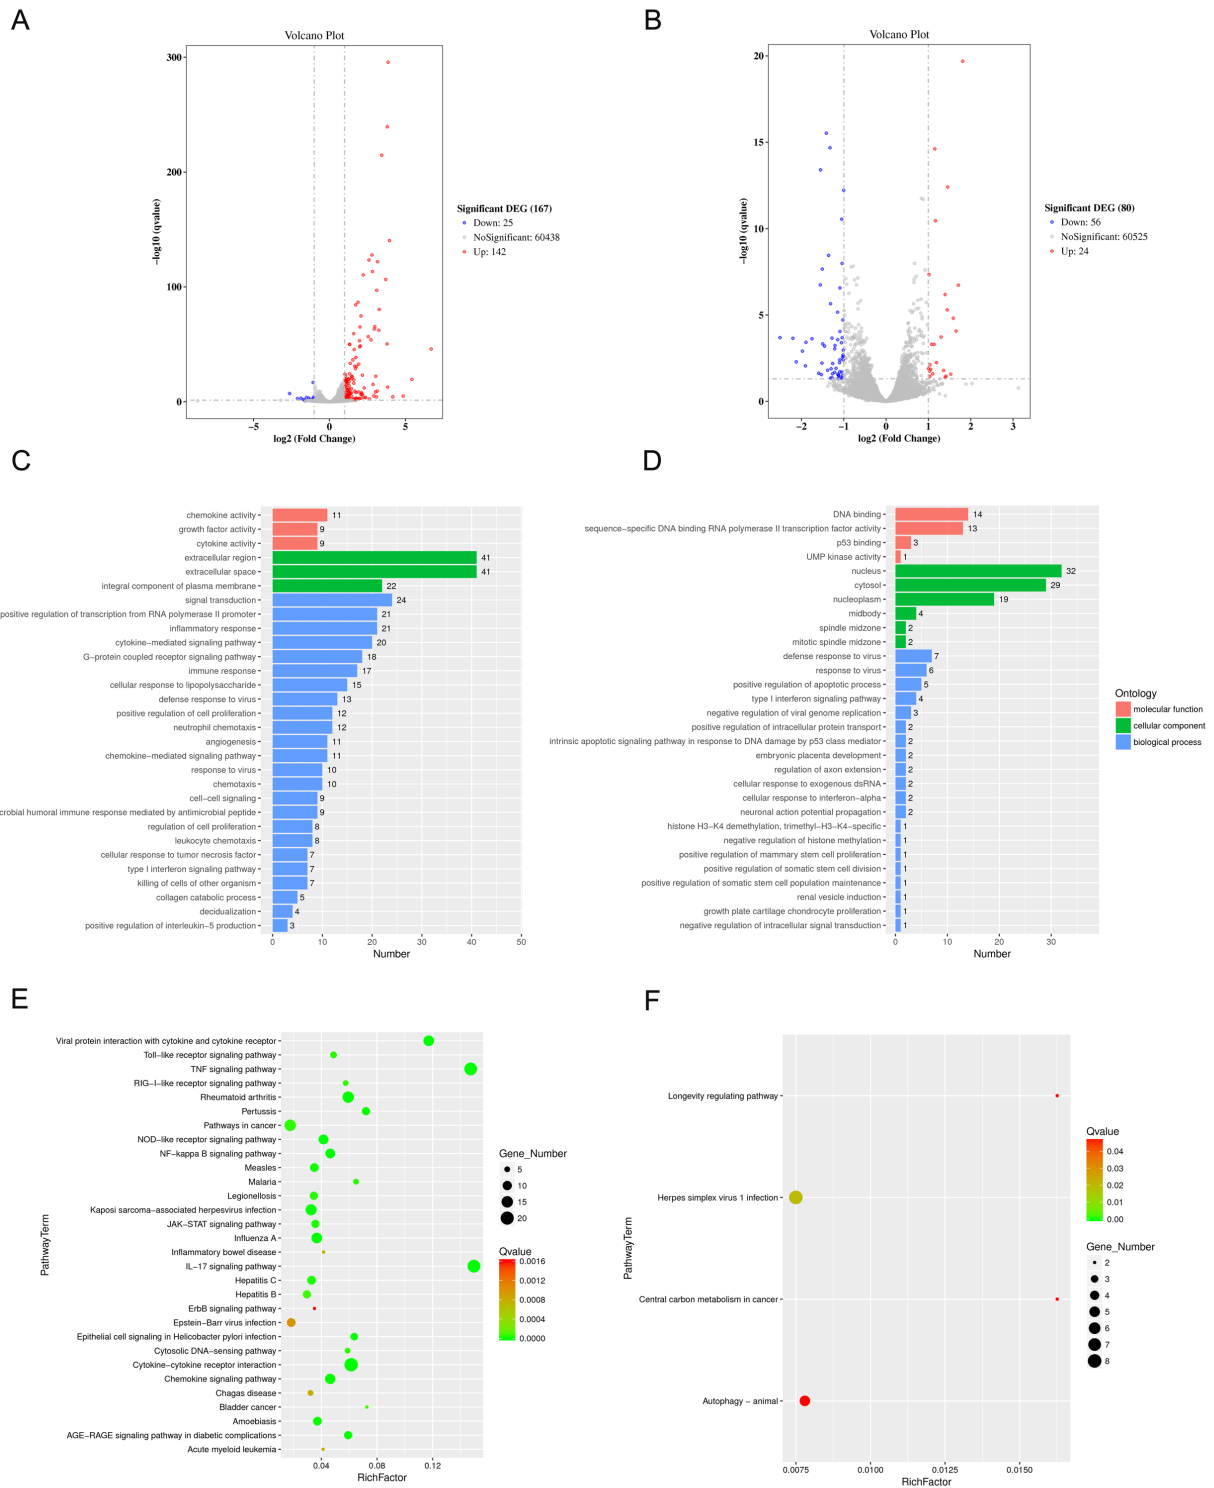 A
Volcano Plot
300
200
100
0
−log10 (qvalue)
−5
0
5
log2 (Fold Change)
Significant DEG (167)
Down: 25
NoSignificant: 60438
Up: 142
B
Volcano Plot
20
15
10
5
0
−log10 (qvalue)
−2
−1
0
1
2
3
log2 (Fold Change)
Significant DEG (80)
Down: 56
NoSignificant: 60525
Up: 24
C
chemokine activity 11
growth factor activity 9
cytokine activity 9
extracellular region 41
extracellular space 41
integral component of plasma membrane 22
signal transduction 24
positive regulation of transcription from RNA polymerase II promoter 21
inflammatory response 21
cytokine−mediated signaling pathway 20
G−protein coupled receptor signaling pathway 18
immune response 17
cellular response to lipopolysaccharide 15
defense response to virus 13
positive regulation of cell proliferation 12
neutrophil chemotaxis 12
angiogenesis 11
chemokine−mediated signaling pathway 11
response to virus 10
chemotaxis 10
cell−cell signaling 9
crobial humoral immune response mediated by antimicrobial peptide 9
regulation of cell proliferation 8
leukocyte chemotaxis 8
cellular response to tumor necrosis factor 7
type I interferon signaling pathway 7
killing of cells of other organism 7
collagen catabolic process 5
decidualization 4
positive regulation of interleukin−5 production 3
0 10 20 30 40 50
Number
D
DNA binding 14
sequence−specific DNA binding RNA polymerase II transcription factor activity 13
p53 binding 3
UMP kinase activity 1
nucleus 32
cytosol 29
nucleoplasm 19
midbody 4
spindle midzone 2
mitotic spindle midzone 2
defense response to virus 7
response to virus 6
positive regulation of apoptotic process 5
type I interferon signaling pathway 4
negative regulation of viral genome replication 3
positive regulation of intracellular protein transport 2
intrinsic apoptotic signaling pathway in response to DNA damage by p53 class mediator 2
embryonic placenta development 2
regulation of axon extension 2
cellular response to exogenous dsRNA 2
cellular response to interferon−alpha 2
neuronal action potential propagation 2
histone H3−K4 demethylation, trimethyl−H3−K4−specific 1
negative regulation of histone methylation 1
positive regulation of mammary stem cell proliferation 1
positive regulation of somatic stem cell division 1
positive regulation of somatic stem cell population maintenance 1
renal vesicle induction 1
growth plate cartilage chondrocyte proliferation 1
negative regulation of intracellular signal transduction 1
0 10 20 30
Number
Ontology
molecular function
cellular component
biological process
E
PathwayTerm
Viral protein interaction with cytokine and cytokine receptor
Toll−like receptor signaling pathway
TNF signaling pathway
RIG−I−like receptor signaling pathway
Rheumatoid arthritis
Pertussis
Pathways in cancer
NOD−like receptor signaling pathway
NF−kappa B signaling pathway
Measles
Malaria
Legionellosis
Kaposi sarcoma−associated herpesvirus infection
JAK−STAT signaling pathway
Influenza A
Inflammatory bowel disease
IL−17 signaling pathway
Hepatitis C
Hepatitis B
ErbB signaling pathway
Epstein−Barr virus infection
Epithelial cell signaling in Helicobacter pylori infection
Cytosolic DNA−sensing pathway
Cytokine−cytokine receptor interaction
Chemokine signaling pathway
Chagas disease
Bladder cancer
Amoebiasis
AGE−RAGE signaling pathway in diabetic complications
Acute myeloid leukemia
0.04 0.08 0.12
RichFactor
Gene_Number
5
10
15
20
Qvalue
0.0016
0.0012
0.0008
0.0004
0.0000
F
PathwayTerm
Longevity regulating pathway
Herpes simplex virus 1 infection
Central carbon metabolism in cancer
Autophagy − animal
0.0075 0.0100 0.0125 0.0150
RichFactor
Qvalue
0.04
0.03
0.02
0.01
0.00
Gene_Number
2
3
4
5
6
7
8